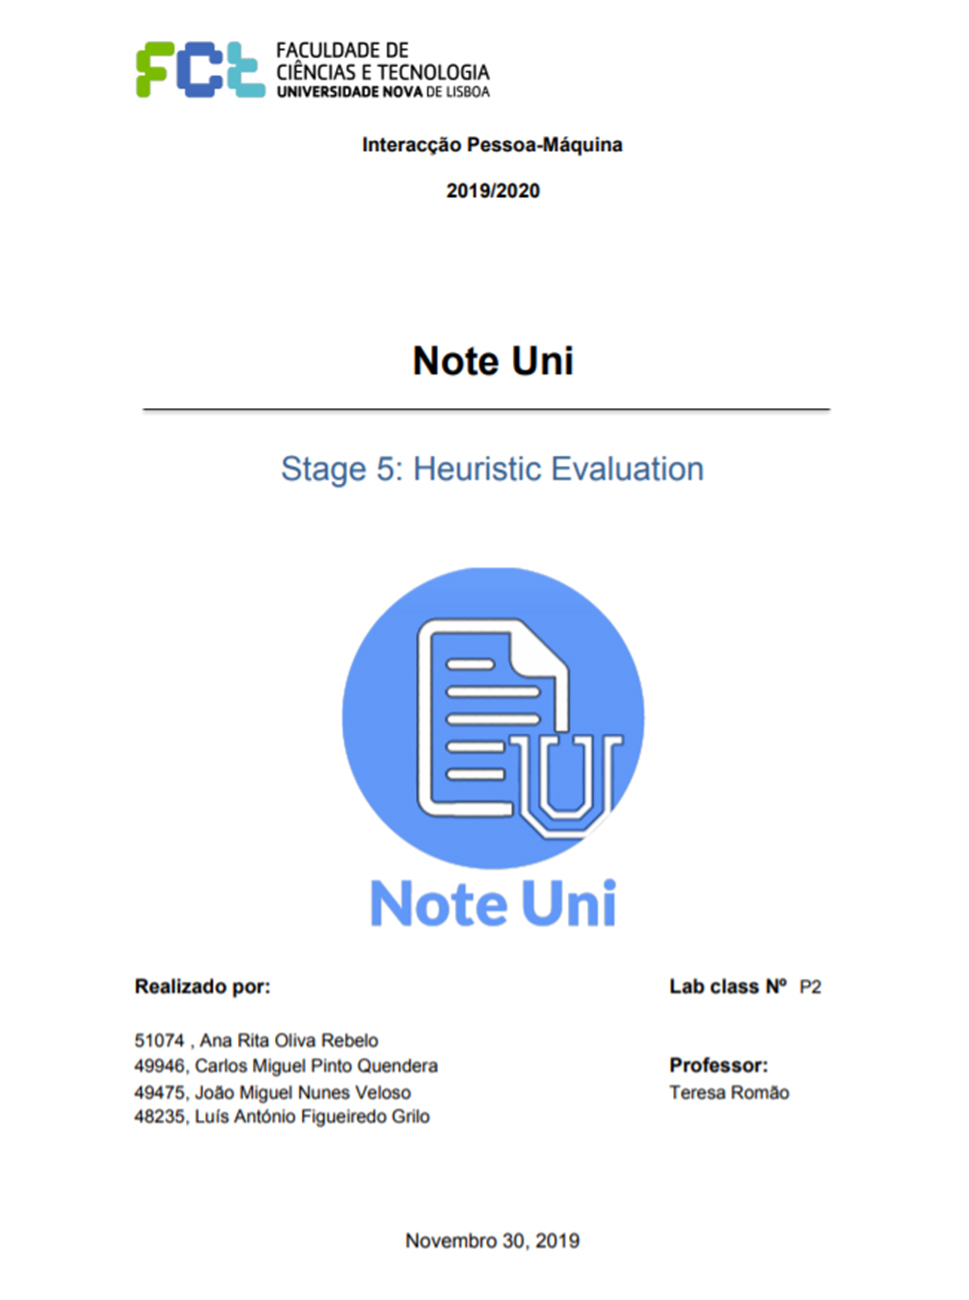 FCt
FACULDADE DE
CIÊNCIAS E TECNOLOGIA
UNIVERSIDADE NOVA DE LISBOA
Interacção Pessoa-Máquina
2019/2020
Note Uni
Stage 5: Heuristic Evaluation
U
Note Uni
Realizado por:
Lab class Nº P2
51074 , Ana Rita Oliva Rebelo
49946, Carlos Miguel Pinto Quendera
Professor:
49475, João Miguel Nunes Veloso
Teresa Romão
48235, Luís António Figueiredo Grilo
Novembro 30, 2019